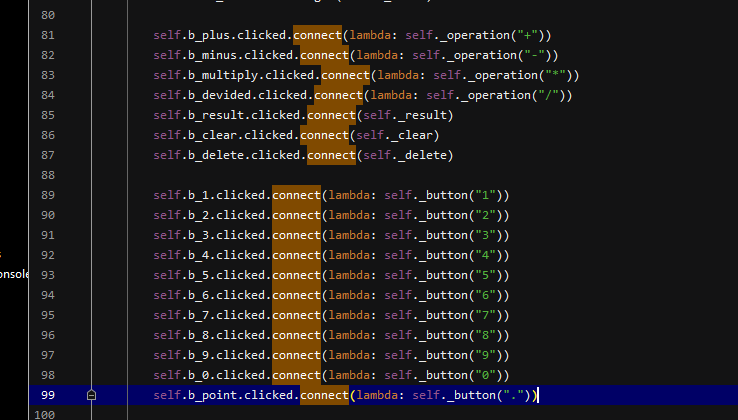 80
81 self.b_plus.clicked.connect(lambda: self._operation("+"))
82 self.b_minus.clicked.connect(lambda: self._operation("-"))
83 self.b_multiply.clicked.connect(lambda: self._operation("*"))
84 self.b_devided.clicked.connect(lambda: self._operation("/"))
85 self.b_result.clicked.connect(self._result)
86 self.b_clear.clicked.connect(self._clear)
87 self.b_delete.clicked.connect(self._delete)
88
89 self.b_1.clicked.connect(lambda: self._button("1"))
90 self.b_2.clicked.connect(lambda: self._button("2"))
91 self.b_3.clicked.connect(lambda: self._button("3"))
92 self.b_4.clicked.connect(lambda: self._button("4"))
93 self.b_5.clicked.connect(lambda: self._button("5"))
94 self.b_6.clicked.connect(lambda: self._button("6"))
95 self.b_7.clicked.connect(lambda: self._button("7"))
96 self.b_8.clicked.connect(lambda: self._button("8"))
97 self.b_9.clicked.connect(lambda: self._button("9"))
98 self.b_0.clicked.connect(lambda: self._button("0"))
99 self.b_point.clicked.connect(lambda: self._button("."))
100